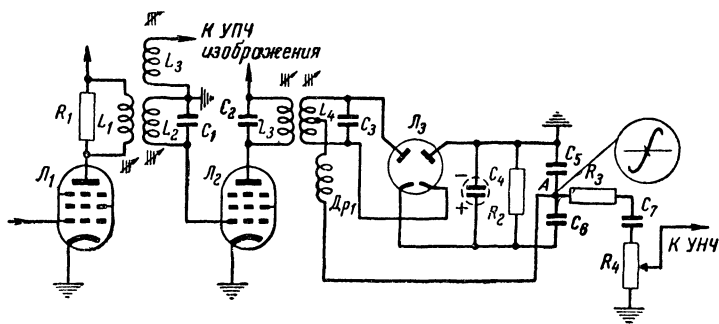 К УПЧ
изображения
L₃
R₁
L₁
L₂
C₁
C₂
L₃
L₄
C₃
Л₁
Л₂
Л₃
Др₁
−
+
C₄
R₂
C₅
A
C₆
R₃
C₇
R₄
К УНЧ